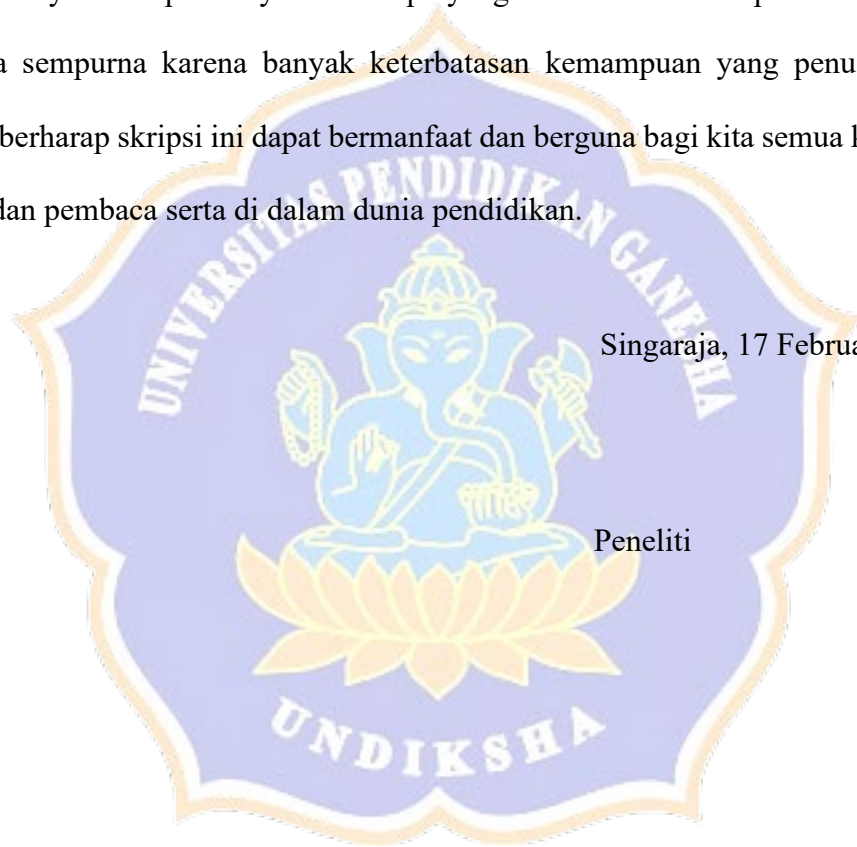 a sempurna karena banyak keterbatasan kemampuan yang penu
berharap skripsi ini dapat bermanfaat dan berguna bagi kita semua k
dan pembaca serta di dalam dunia pendidikan.
UNIVERSITAS PENDIDIKAN GANESHA
Singaraja, 17 Februa
Peneliti
UNDIKSHA